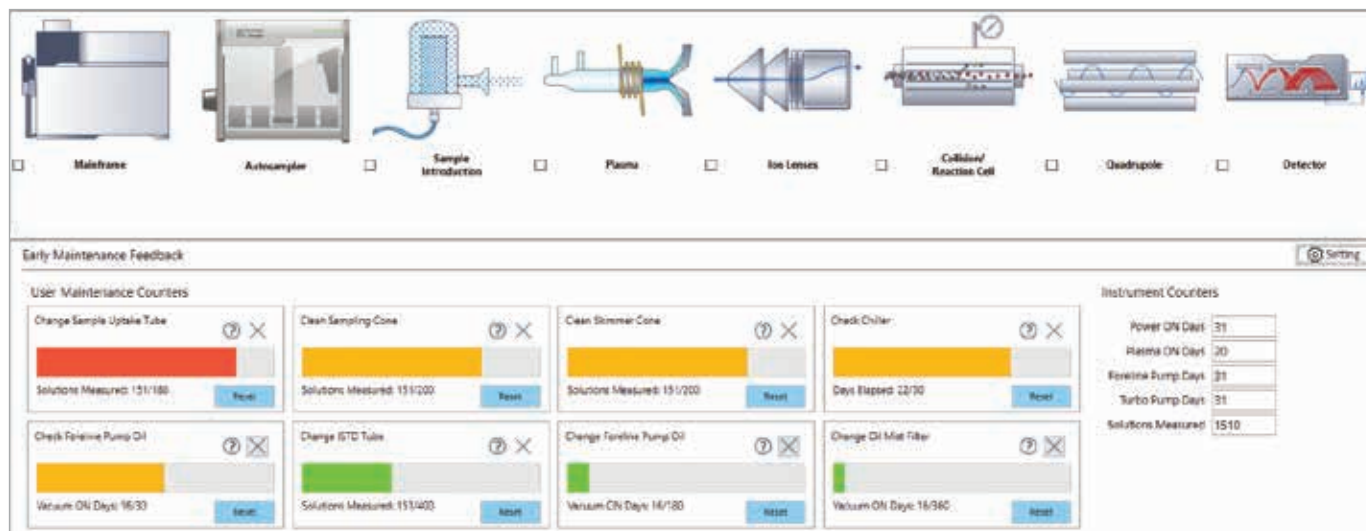 Mainframe
Autosampler
Sample
Introduction
Plasma
Ion Lenses
Collision/
Reaction Cell
Quadrupole
Detector
Early Maintenance Feedback
Setting
User Maintenance Counters
Instrument Counters
Change Sample Uptake Tube
Clean Sampling Cone
Clean Skimmer Cone
Check Chiller
Solutions Measured: 151/180
Reset
Solutions Measured: 151/200
Reset
Solutions Measured: 151/200
Reset
Days Elapsed: 22/30
Reset
Power ON Days 31
Plasma ON Days 20
Foreline Pump Days 31
Turbo Pump Days 31
Solutions Measured 1510
Check Foreline Pump Oil
Change ISTD Tube
Change Foreline Pump Oil
Change Oil Mist Filter
Vacuum ON Days: 16/30
Reset
Solutions Measured: 151/400
Reset
Vacuum ON Days: 16/180
Reset
Vacuum ON Days: 16/360
Reset